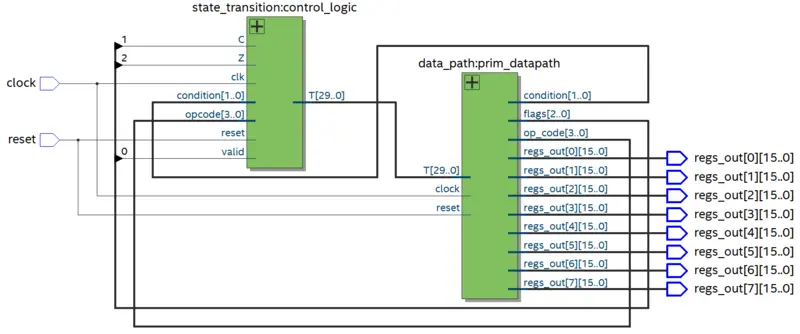 state_transition:control_logic
1
C
2
Z
clk
condition[1..0]
opcode[3..0]
reset
0
valid
T[29..0]
clock
reset
data_path:prim_datapath
T[29..0]
clock
reset
condition[1..0]
flags[2..0]
op_code[3..0]
regs_out[0][15..0]
regs_out[1][15..0]
regs_out[2][15..0]
regs_out[3][15..0]
regs_out[4][15..0]
regs_out[5][15..0]
regs_out[6][15..0]
regs_out[7][15..0]
regs_out[0][15..0]
regs_out[1][15..0]
regs_out[2][15..0]
regs_out[3][15..0]
regs_out[4][15..0]
regs_out[5][15..0]
regs_out[6][15..0]
regs_out[7][15..0]